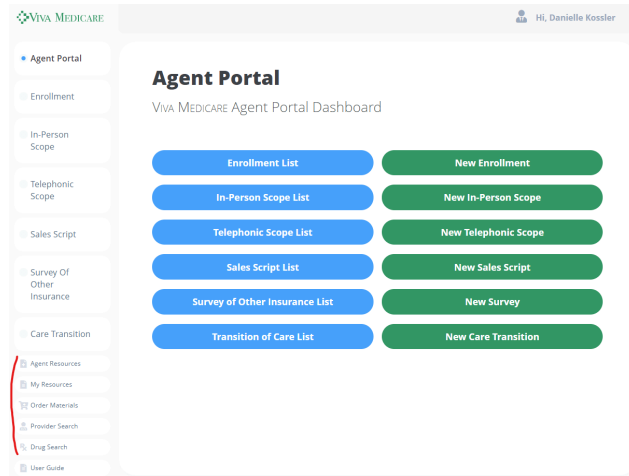 VIVA MEDICARE
Hi, Danielle Kossler
Agent Portal
Enrollment
In-Person
Scope
Telephonic
Scope
Sales Script
Survey Of
Other
Insurance
Care Transition
Agent Resources
My Resources
Order Materials
Provider Search
Drug Search
User Guide
Agent Portal
VIVA MEDICARE Agent Portal Dashboard
Enrollment List
New Enrollment
In-Person Scope List
New In-Person Scope
Telephonic Scope List
New Telephonic Scope
Sales Script List
New Sales Script
Survey of Other Insurance List
New Survey
Transition of Care List
New Care Transition